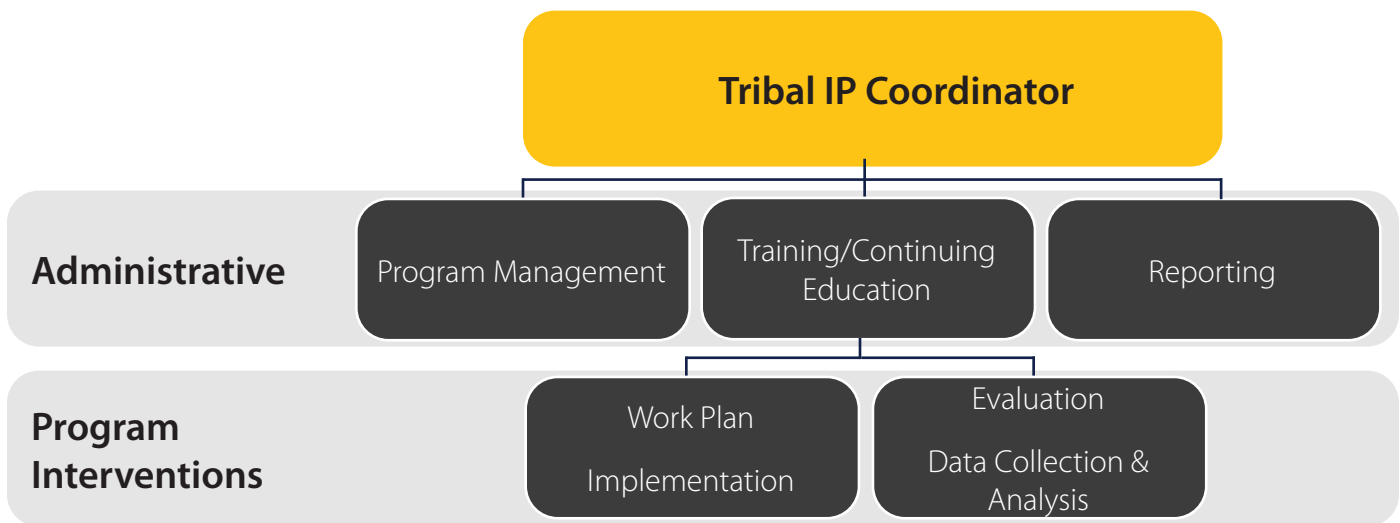 Tribal IP Coordinator
Administrative
Program Management
Training/Continuing
Education
Reporting
Program
Interventions
Work Plan
Implementation
Evaluation
Data Collection &
Analysis